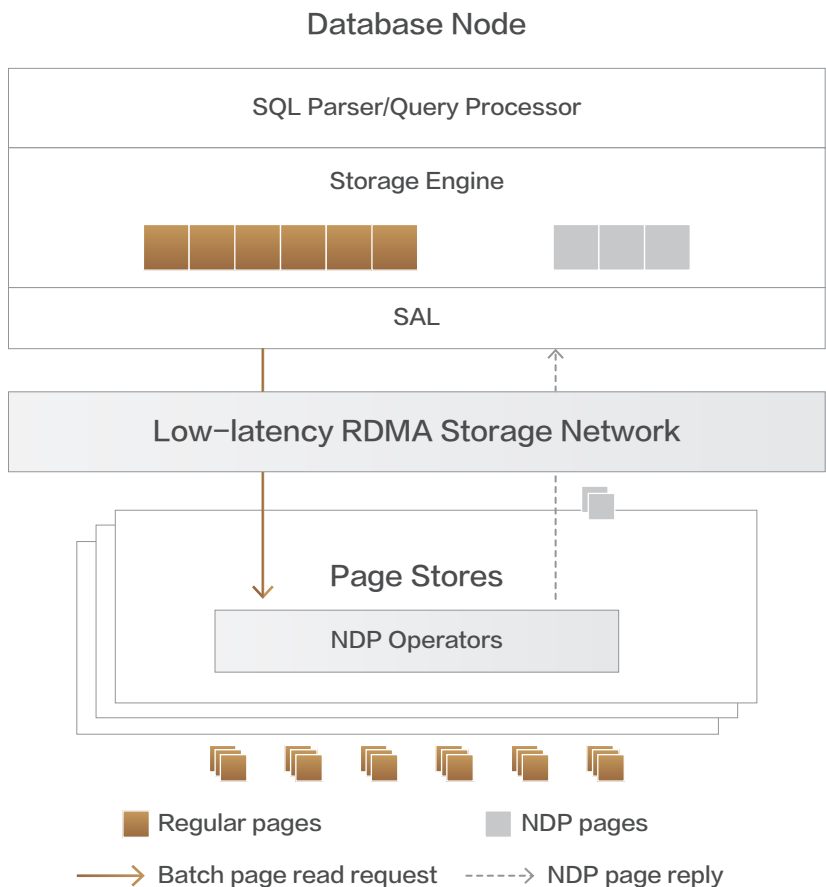 Database Node
SQL Parser/Query Processor
Storage Engine
SAL
Low-latency RDMA Storage Network
Page Stores
NDP Operators
Regular pages
NDP pages
Batch page read request
NDP page reply